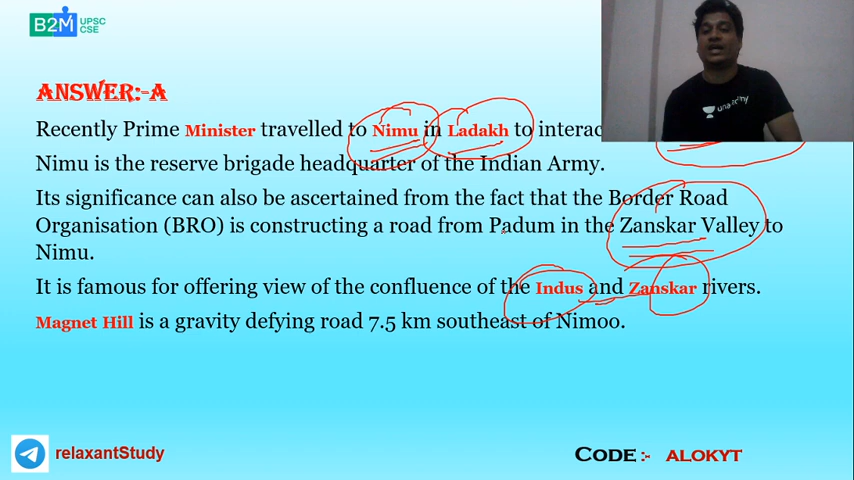 B2M UPSC
CSE
unacademy
ANSWER:-A
Recently Prime Minister travelled to Nimu in Ladakh to interac
Nimu is the reserve brigade headquarter of the Indian Army.
Its significance can also be ascertained from the fact that the Border Road
Organisation (BRO) is constructing a road from Padum in the Zanskar Valley to
Nimu.
It is famous for offering view of the confluence of the Indus and Zanskar rivers.
Magnet Hill is a gravity defying road 7.5 km southeast of Nimoo.
relaxantStudy
CODE :- ALOKYT